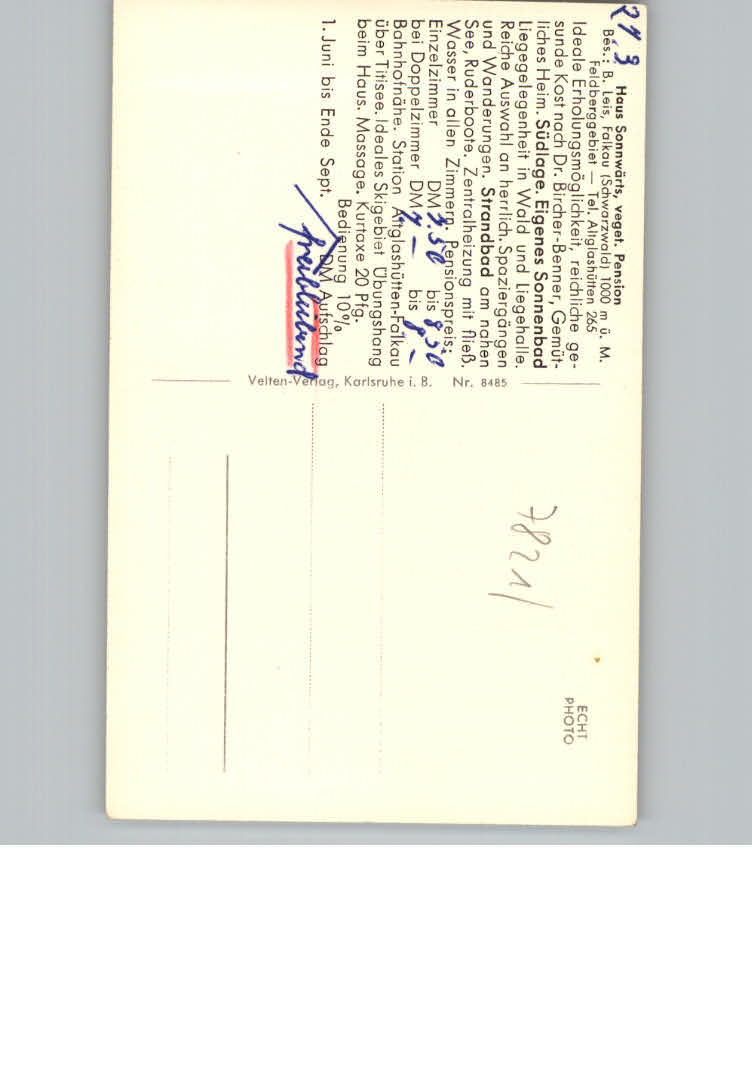 21.3
Haus Sonnwärts, veget. Pension
Bes.: B. Leis, Falkau (Schwarzwald) 1000 m ü. M.
Feldberggebiet — Tel. Altglashütten 265
Ideale Erholungsmöglichkeit, reichliche ge-
sunde Kost nach Dr. Bircher-Benner, Gemüt-
liches Heim. Südlage. Eigenes Sonnenbad
Liegegelegenheit in Wald und Liegehalle.
Reiche Auswahl an herrlich. Spaziergängen
und Wanderungen. Strandbad am nahen
See, Ruderboote. Zentralheizung mit fließ.
Wasser in allen Zimmern. Pensionspreis:
Einzelzimmer DM 7.50 bis 8.50
bei Doppelzimmer DM 7 — bis 8 —
Bahnhofnähe. Station Altglashütten-Falkau
über Titisee. Ideales Skigebiet Übungshang
beim Haus. Massage. Kurtaxe 20 Pfg.
Bedienung 10%
1. Juni bis Ende Sept. DM Aufschlag
freibleibend
Velten-Verlag, Karlsruhe i. B. Nr. 8485
7821/
ECHT
PHOTO